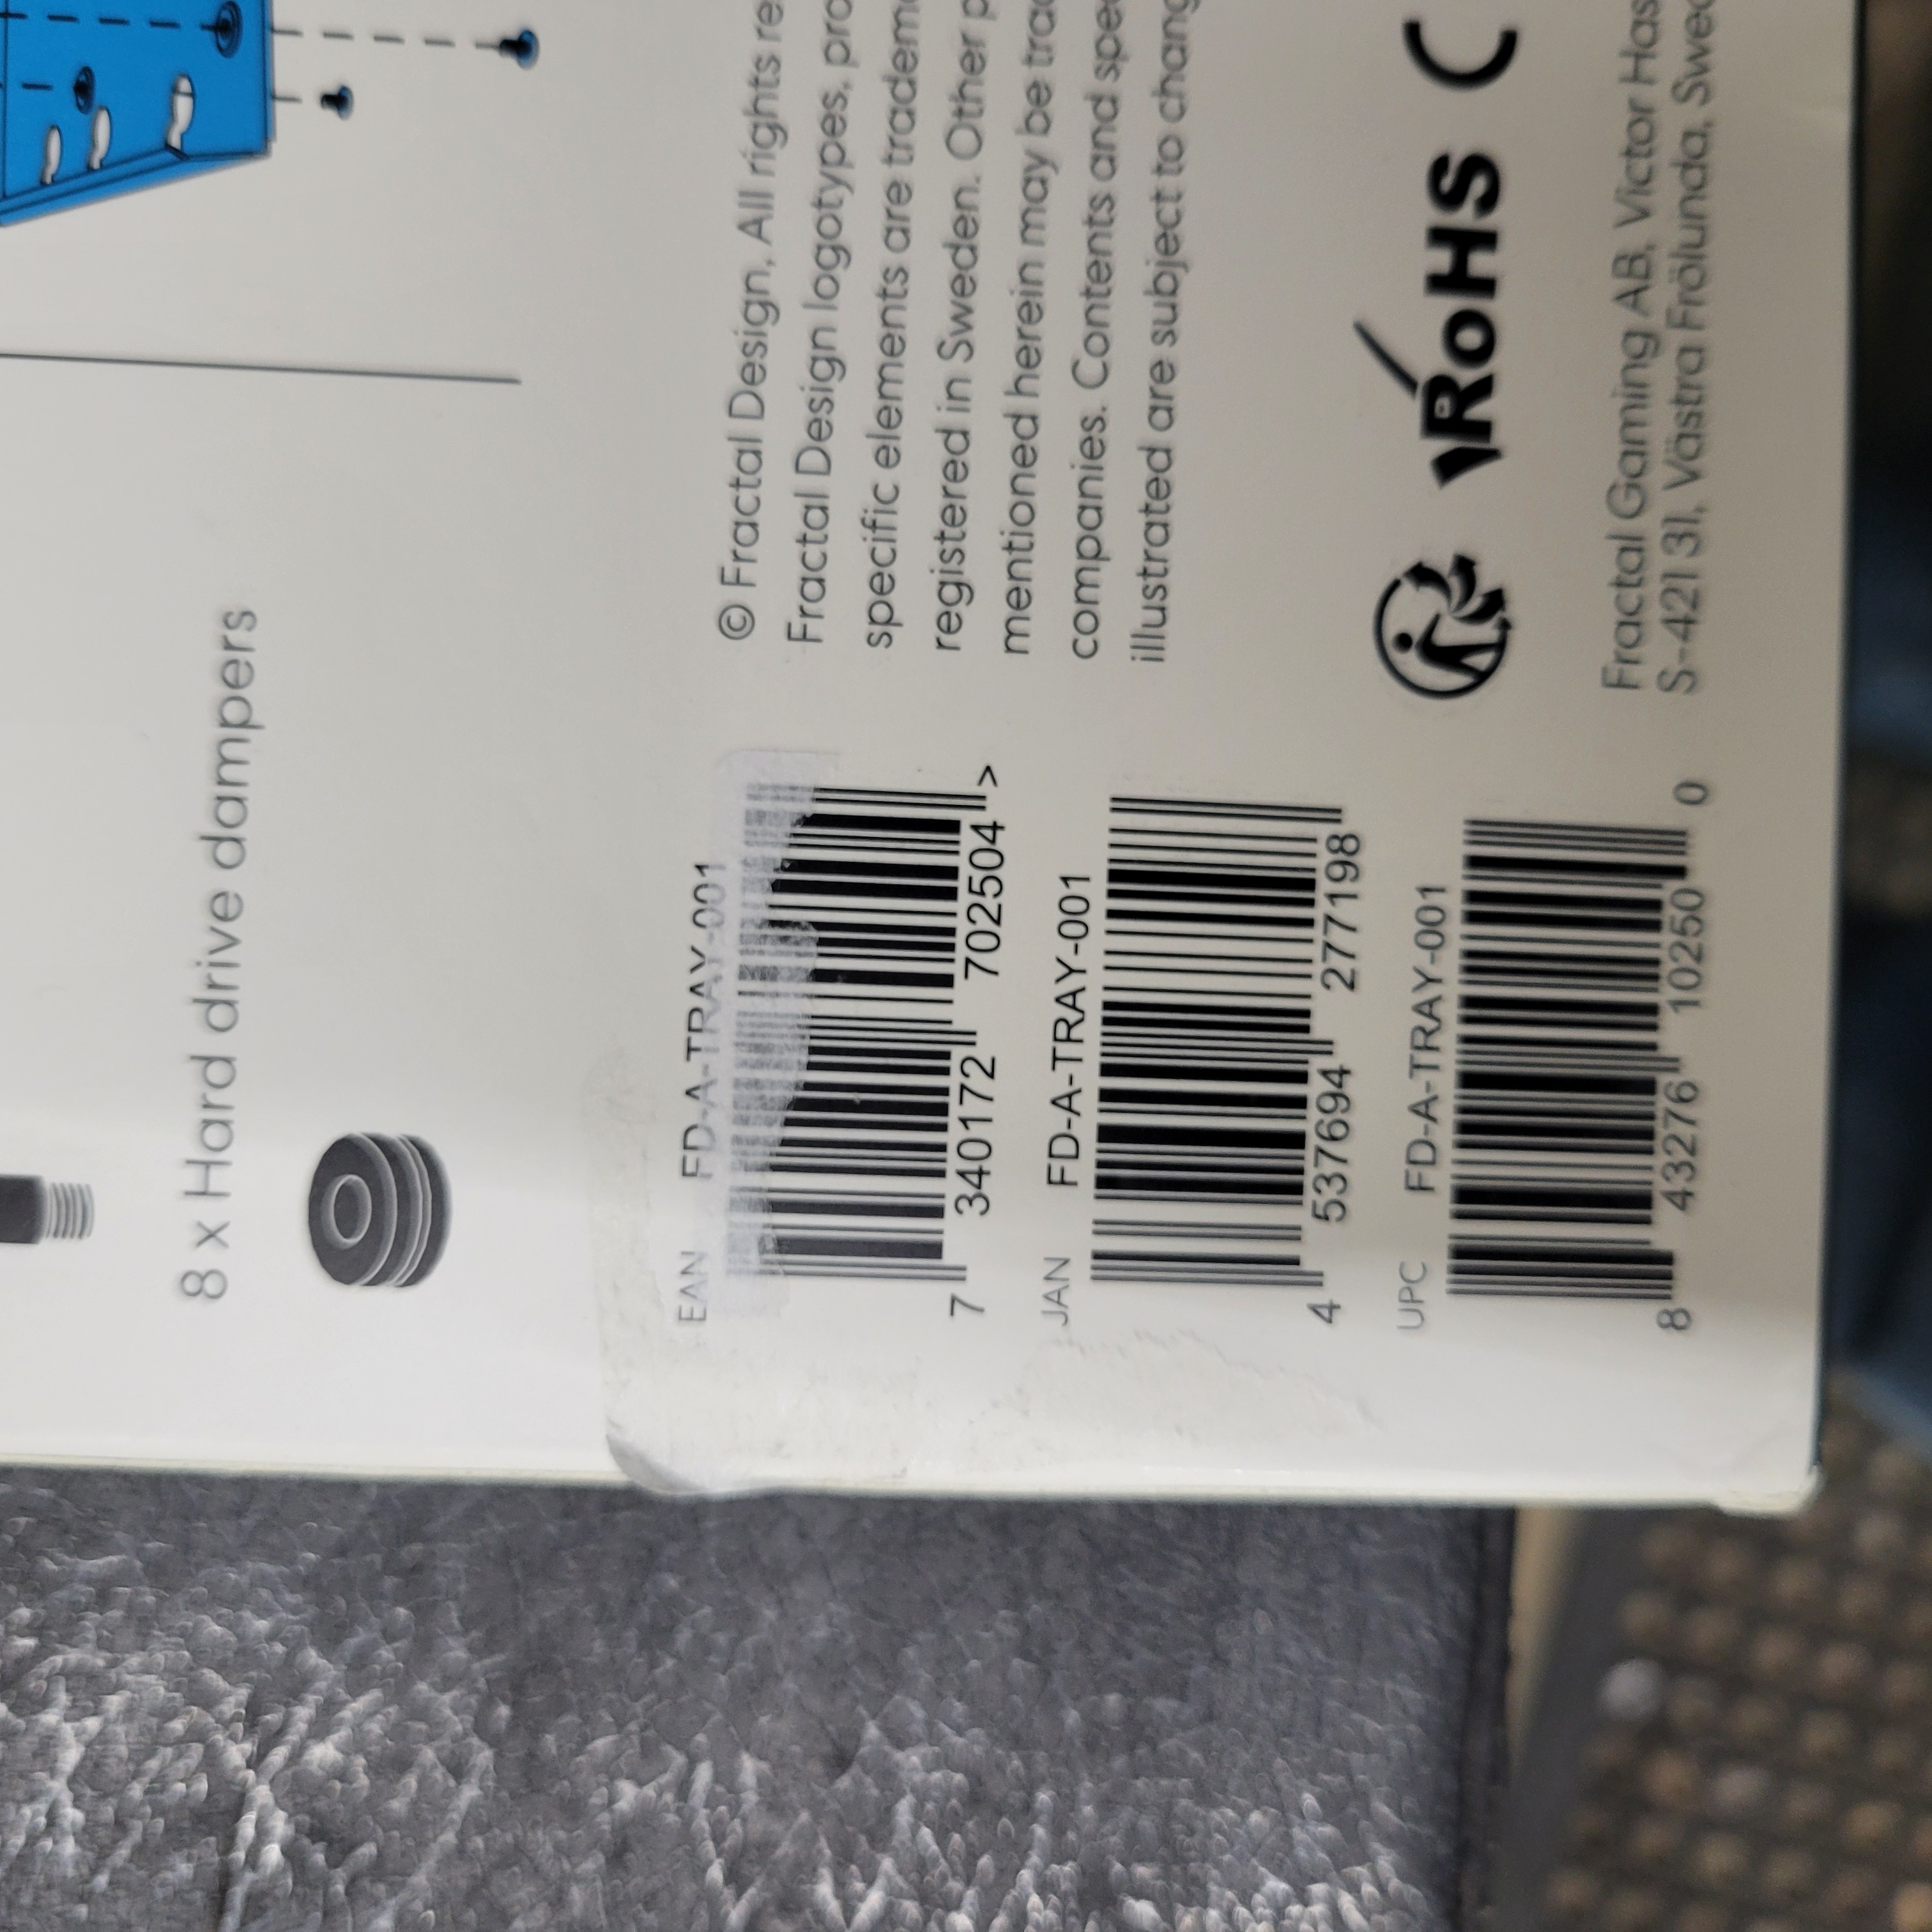 8 x Hard drive dampers
EAN FD-A-TRAY-001
7 340172 702504 >
JAN FD-A-TRAY-001
4 537694 277198
UPC FD-A-TRAY-001
8 43276 10250 0
© Fractal Design, All rights re
Fractal Design logotypes, pro
specific elements are tradem
registered in Sweden. Other p
mentioned herein may be trad
companies. Contents and spec
illustrated are subject to chang
RoHS C
Fractal Gaming AB, Victor Has
S-421 31, Västra Frölunda, Swed